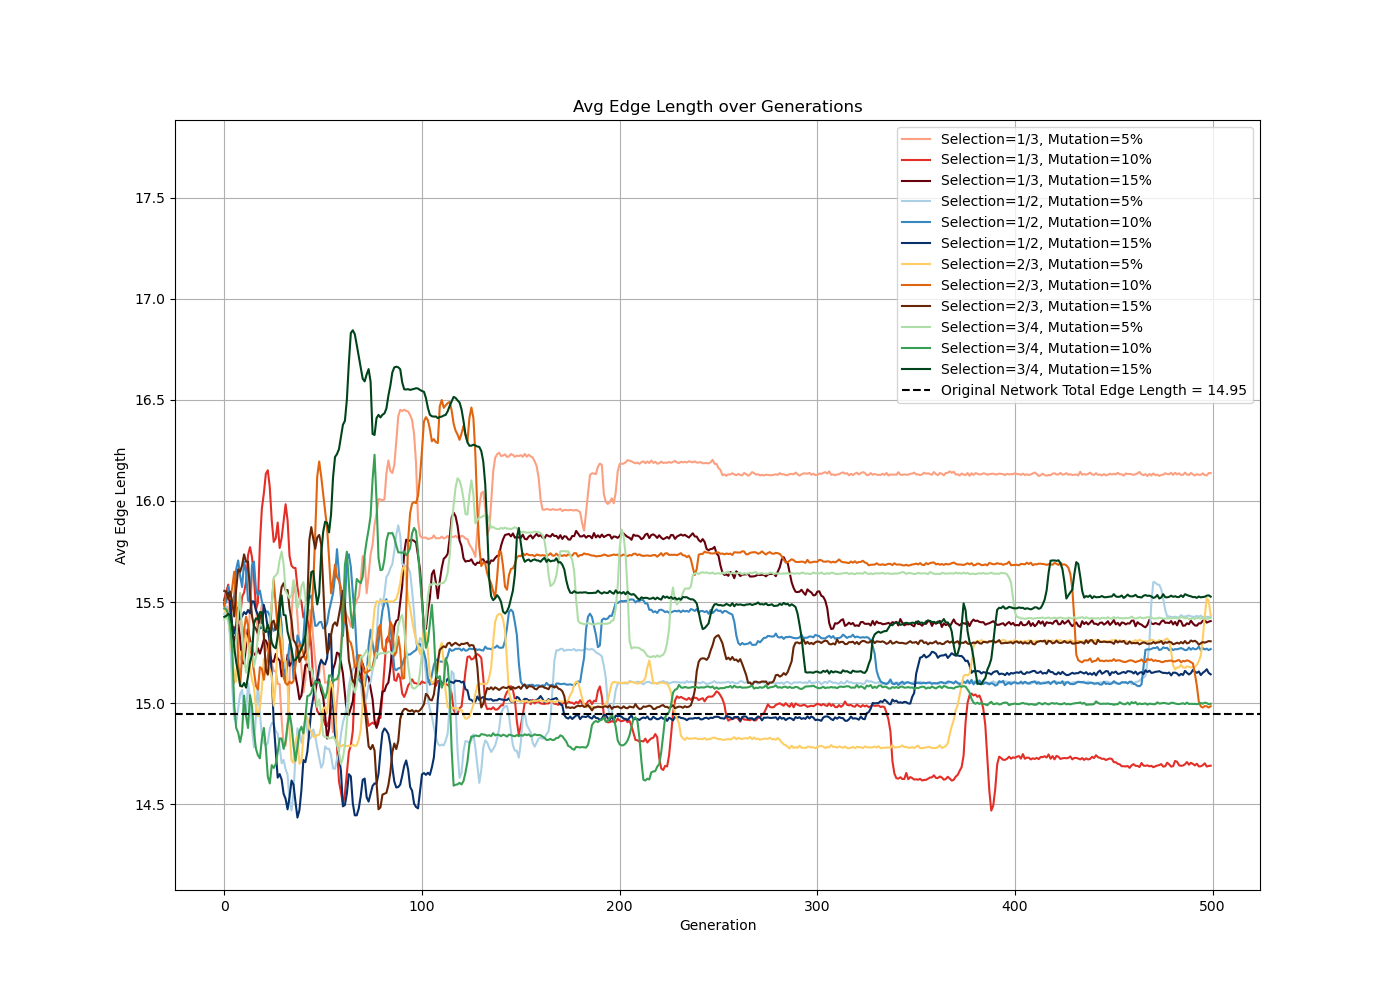 Avg Edge Length over Generations
Selection=1/3, Mutation=5%
Selection=1/3, Mutation=10%
Selection=1/3, Mutation=15%
Selection=1/2, Mutation=5%
Selection=1/2, Mutation=10%
Selection=1/2, Mutation=15%
Selection=2/3, Mutation=5%
Selection=2/3, Mutation=10%
Selection=2/3, Mutation=15%
Selection=3/4, Mutation=5%
Selection=3/4, Mutation=10%
Selection=3/4, Mutation=15%
Original Network Total Edge Length = 14.95
Avg Edge Length
17.5
17.0
16.5
16.0
15.5
15.0
14.5
0 100 200 300 400 500
Generation